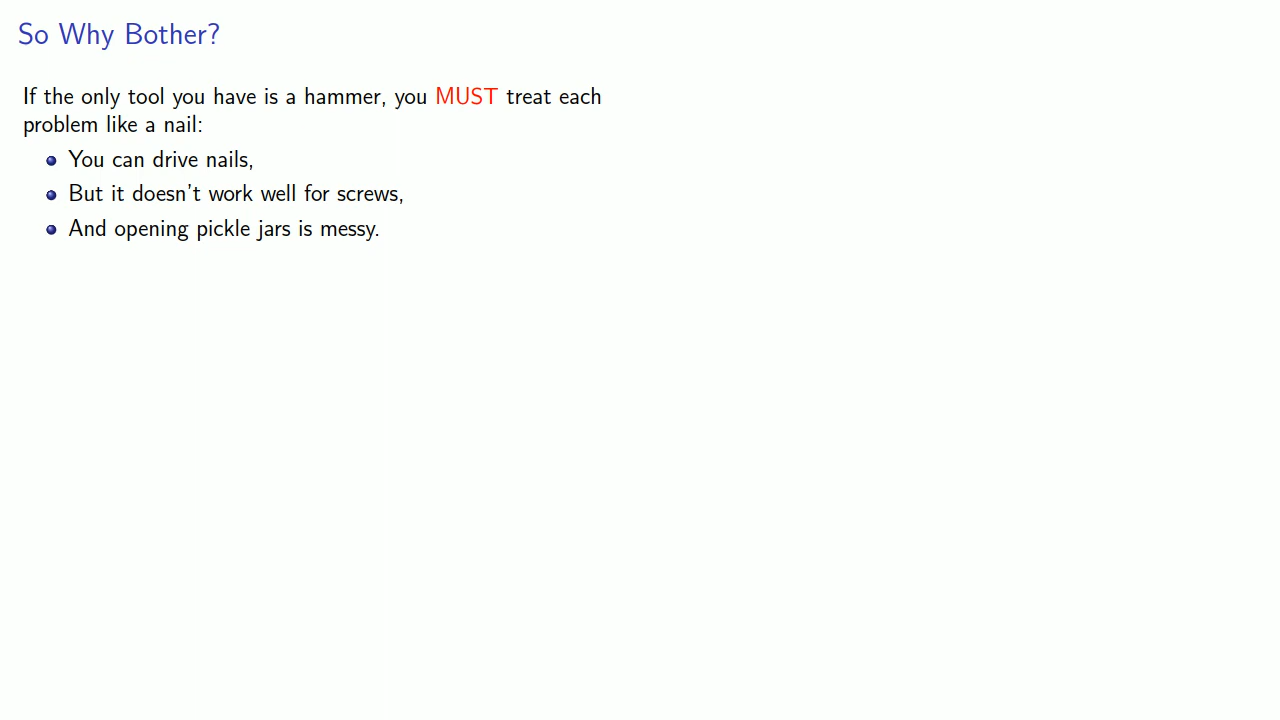 So Why Bother?
If the only tool you have is a hammer, you MUST treat each
problem like a nail:
You can drive nails,
But it doesn't work well for screws,
And opening pickle jars is messy.